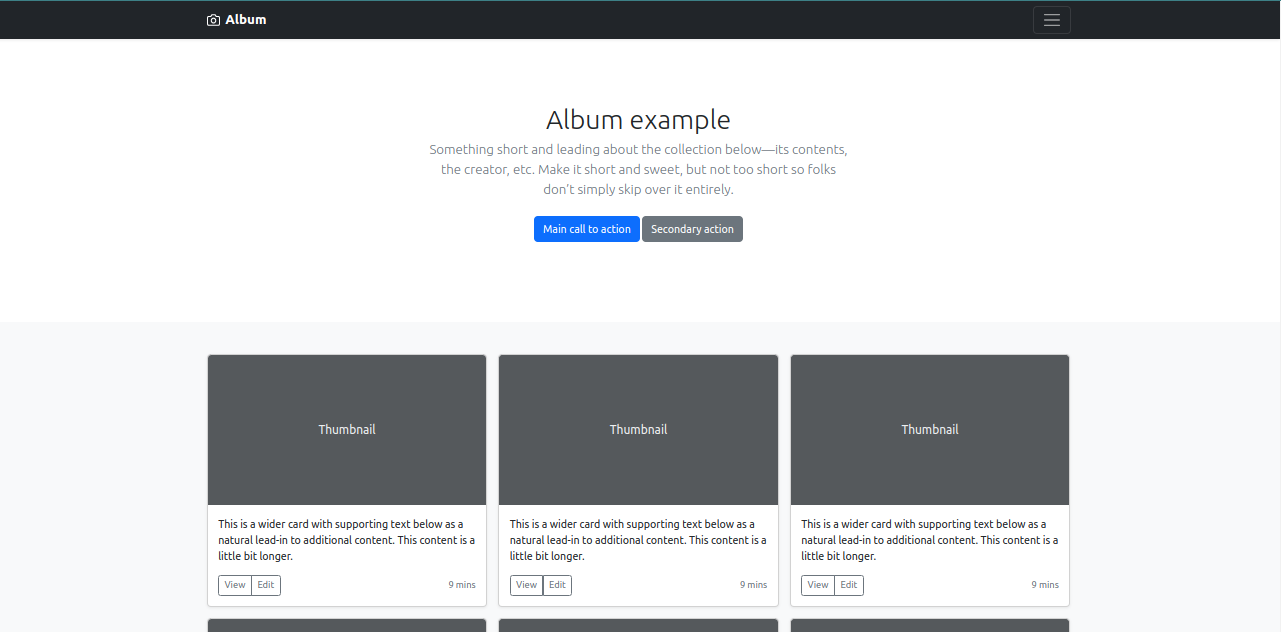 Album
Album example
Something short and leading about the collection below—its contents,
the creator, etc. Make it short and sweet, but not too short so folks
don't simply skip over it entirely.
Main call to action Secondary action
Thumbnail
This is a wider card with supporting text below as a
natural lead-in to additional content. This content is a
little bit longer.
View Edit 9 mins
Thumbnail
This is a wider card with supporting text below as a
natural lead-in to additional content. This content is a
little bit longer.
View Edit 9 mins
Thumbnail
This is a wider card with supporting text below as a
natural lead-in to additional content. This content is a
little bit longer.
View Edit 9 mins